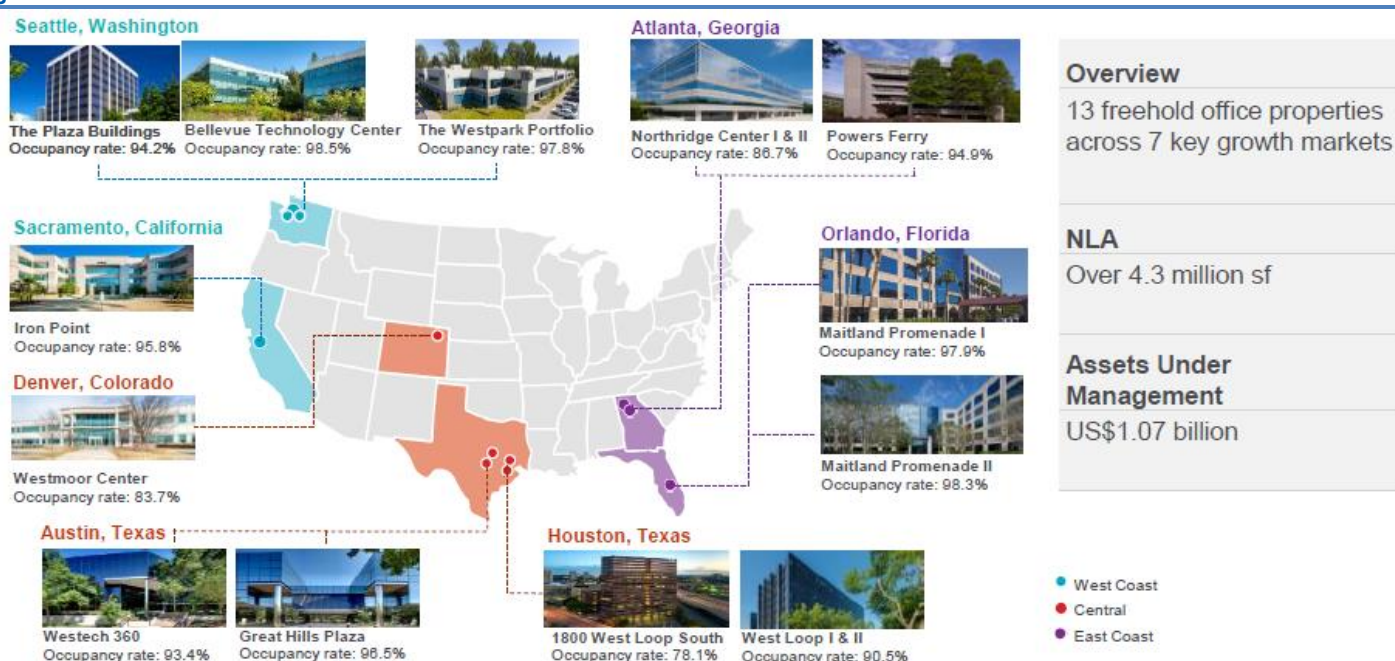 Seattle, Washington
The Plaza Buildings
Occupancy rate: 94.2%
Bellevue Technology Center
Occupancy rate: 98.5%
The Westpark Portfolio
Occupancy rate: 97.8%
Atlanta, Georgia
Northridge Center I & II
Occupancy rate: 86.7%
Powers Ferry
Occupancy rate: 94.9%
Sacramento, California
Iron Point
Occupancy rate: 95.8%
Denver, Colorado
Westmoor Center
Occupancy rate: 83.7%
Orlando, Florida
Maitland Promenade I
Occupancy rate: 97.9%
Maitland Promenade II
Occupancy rate: 98.3%
Austin, Texas
Westech 360
Occupancy rate: 93.4%
Great Hills Plaza
Occupancy rate: 96.5%
Houston, Texas
1800 West Loop South
Occupancy rate: 78.1%
West Loop I & II
Occupancy rate: 90.5%
Overview
13 freehold office properties
across 7 key growth markets
NLA
Over 4.3 million sf
Assets Under
Management
US$1.07 billion
West Coast
Central
East Coast